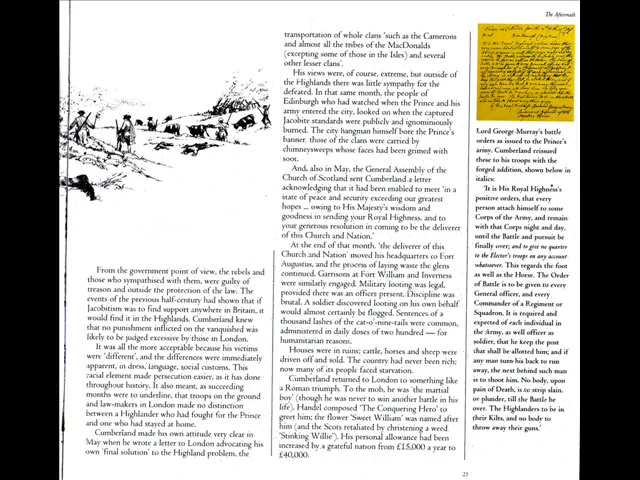 The Aftermath
From the government point of view, the rebels and
those who sympathised with them, were guilty of
treason and outside the protection of the law. The
events of the previous half-century had shown that if
Jacobitism was to find support anywhere in Britain, it
would find it in the Highlands. Cumberland knew
that no punishment inflicted on the vanquished was
likely to be judged excessive by those in London.
It was all the more acceptable because his victims
were 'different', and the differences were immediately
apparent, in dress, language, social customs. This
racial element made persecution easier, as it has done
throughout history. It also meant, as succeeding
months were to underline, that troops on the ground
and law-makers in London made no distinction
between a Highlander who had fought for the Prince
and one who had stayed at home.
Cumberland made his own attitude very clear in
May when he wrote a letter to London advocating his
own 'final solution' to the Highland problem, the
transportation of whole clans 'such as the Camerons
and almost all the tribes of the MacDonalds
(excepting some of those in the Isles) and several
other lesser clans'.
His views were, of course, extreme, but outside of
the Highlands there was little sympathy for the
defeated. In that same month, the people of
Edinburgh who had watched when the Prince and his
army entered the city, looked on when the captured
Jacobite standards were publicly and ignominiously
burned. The city hangman himself bore the Prince's
banner, those of the clans were carried by
chimneysweeps whose faces had been grimed with
soot.
And, also in May, the General Assembly of the
Church of Scotland sent Cumberland a letter
acknowledging that it had been enabled to meet 'in a
state of peace and security exceeding our greatest
hopes ... owing to His Majesty's wisdom and
goodness in sending your Royal Highness, and to
your generous resolution in coming to be the deliverer
of this Church and Nation.'
At the end of that month, 'the deliverer of this
Church and Nation' moved his headquarters to Fort
Augustus, and the process of laying waste the glens
continued. Garrisons at Fort William and Inverness
were similarly engaged. Military looting was legal,
provided there was an officer present. Discipline was
brutal. A soldier discovered looting on his own behalf
would almost certainly be flogged. Sentences of a
thousand lashes of the cat-o'nine-tails were common,
administered in daily doses of two hundred — for
humanitarian reasons.
Houses were in ruins; cattle, horses and sheep were
driven off and sold. The country had never been rich;
now many of its people faced starvation.
Cumberland returned to London to something like
a Roman triumph. To the mob, he was 'the martial
boy' (though he was never to win another battle in his
life). Handel composed 'The Conquering Hero' to
greet him; the flower 'Sweet William' was named after
him (and the Scots retaliated by christening a weed
'Stinking Willie'). His personal allowance had been
increased by a grateful nation from £15,000 a year to
£40,000.
Lord George Murray's battle
orders as issued to the Prince's
army. Cumberland reissued
these to his troops with the
forged addition, shown below in
italics:
'It is His Royal Highness's
positive orders, that every
person attach himself to some
Corps of the Army, and remain
with that Corps night and day,
until the Battle and pursuit be
finally over; and to give no quarter
to the Elector's troops on any account
whatsoever. This regards the foot
as well as the Horse. The Order
of Battle is to be given to every
General officer, and every
Commander of a Regiment or
Squadron. It is required and
expected of each individual in
the Army, as well officer as
soldier, that he keep the post
that shall be allotted him; and if
any man turns his back to run
away, the next behind such man
is to shoot him. No body, upon
pain of Death, is to strip slain,
or plunder, till the Battle be
over. The Highlanders to be in
their Kilts, and no body to
throw away their guns.'
25